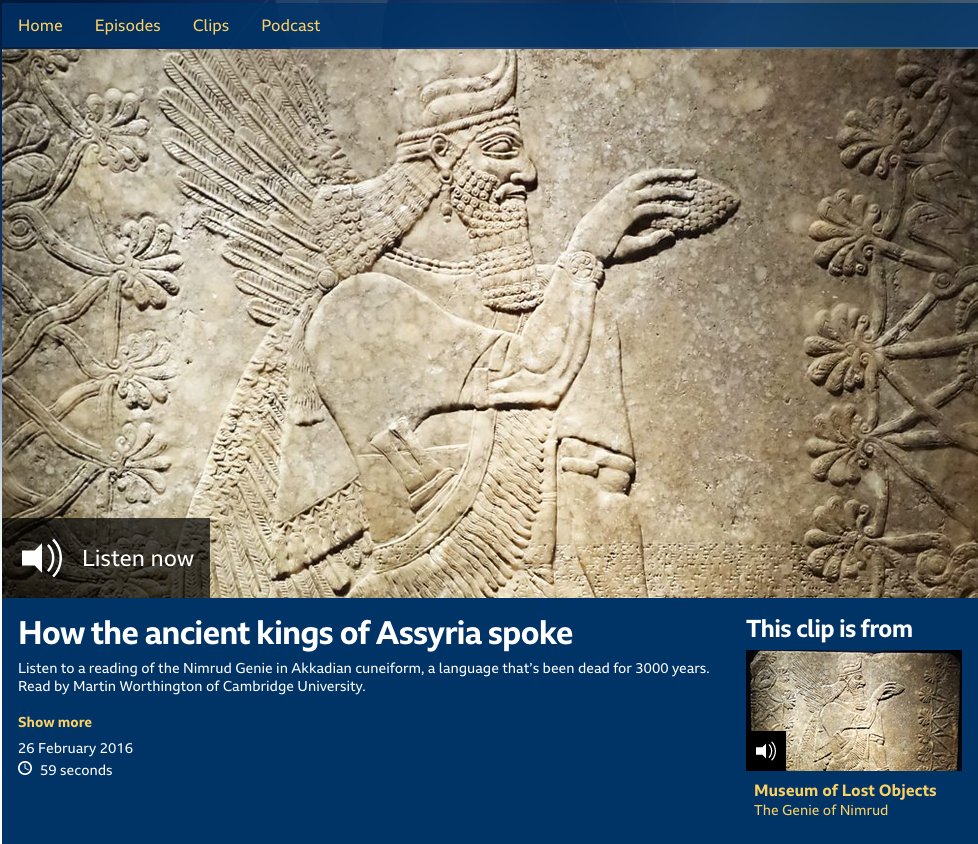 Home Episodes Clips Podcast
Listen now
How the ancient kings of Assyria spoke
Listen to a reading of the Nimrud Genie in Akkadian cuneiform, a language that's been dead for 3000 years.
Read by Martin Worthington of Cambridge University.
Show more
26 February 2016
59 seconds
This clip is from
Museum of Lost Objects
The Genie of Nimrud